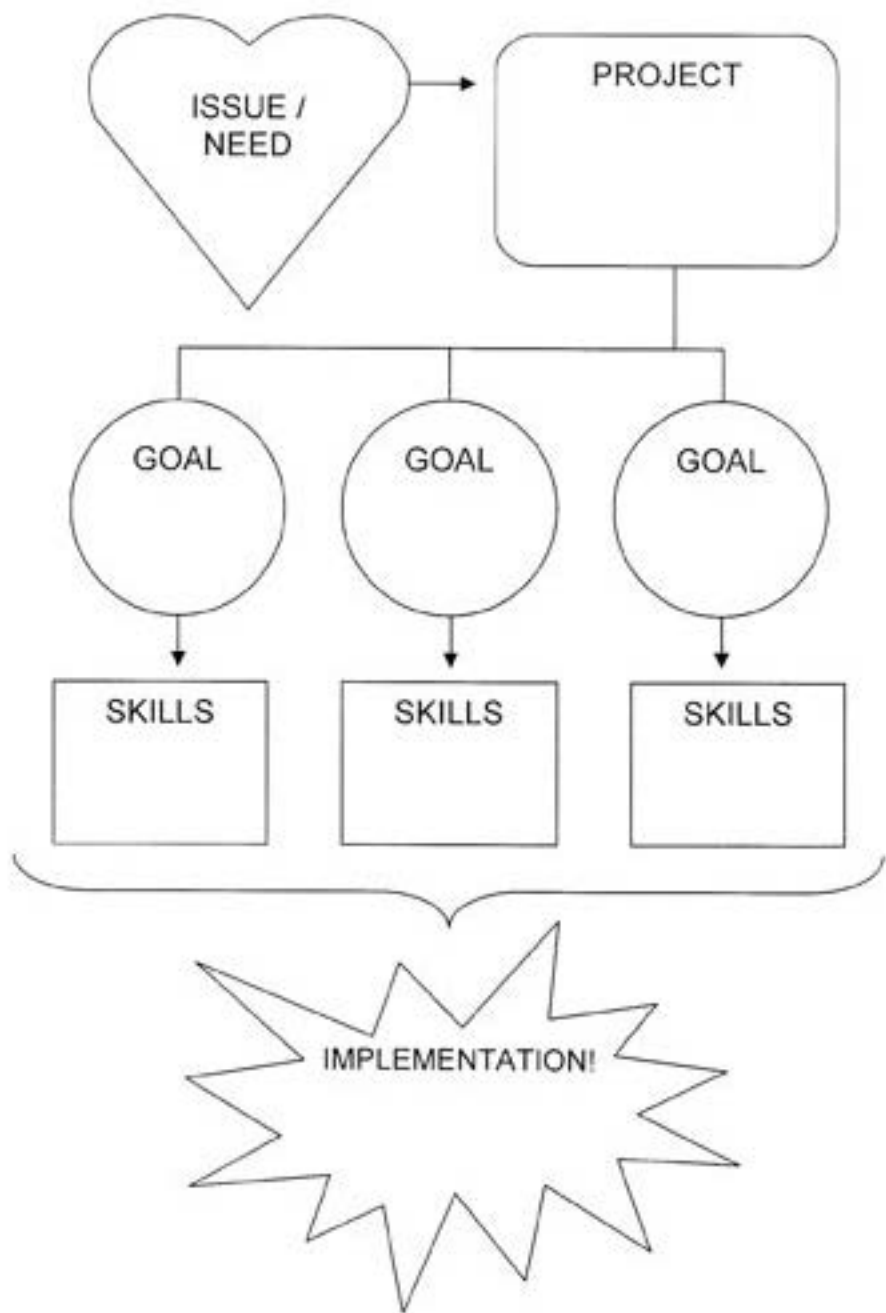 ISSUE /
NEED
PROJECT
GOAL
GOAL
GOAL
SKILLS
SKILLS
SKILLS
IMPLEMENTATION!